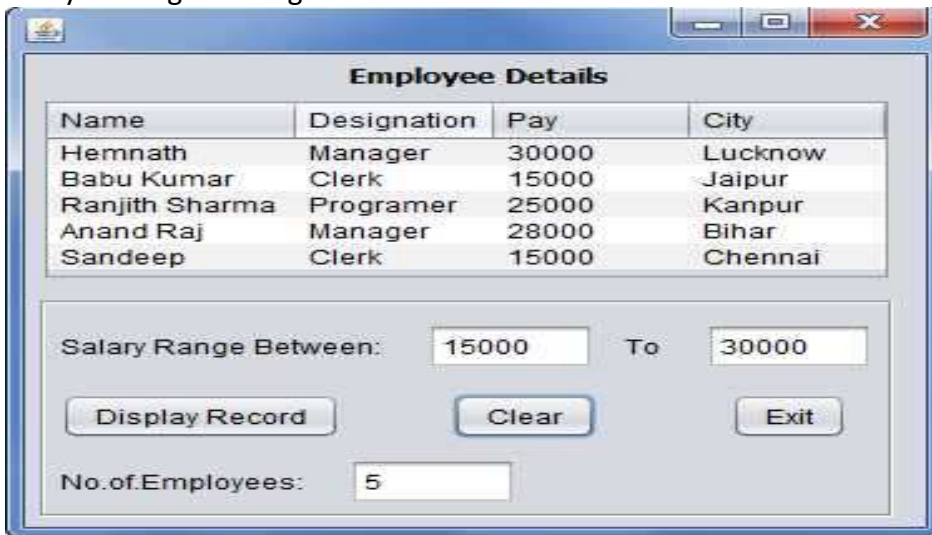 Employee Details
Name Designation Pay City
Hemnath Manager 30000 Lucknow
Babu Kumar Clerk 15000 Jaipur
Ranjith Sharma Programer 25000 Kanpur
Anand Raj Manager 28000 Bihar
Sandeep Clerk 15000 Chennai
Salary Range Between: 15000 To 30000
Display Record Clear Exit
No.of.Employees: 5